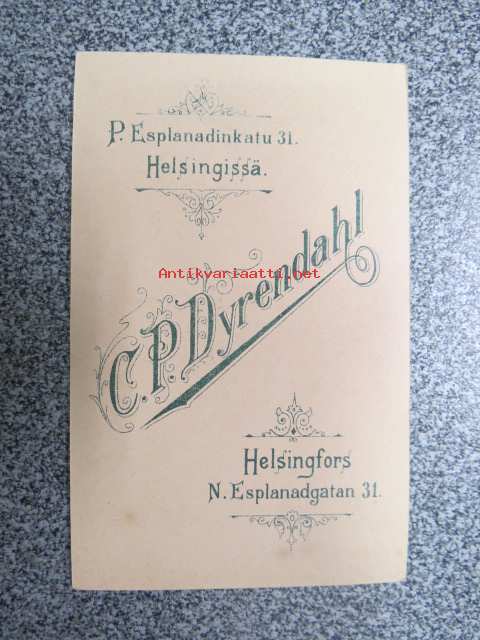 P. Esplanadinkatu 31.
Helsingissä.
Antikvariaatti.net
C.P. Dyrendahl
Helsingfors
N. Esplanadgatan 31.